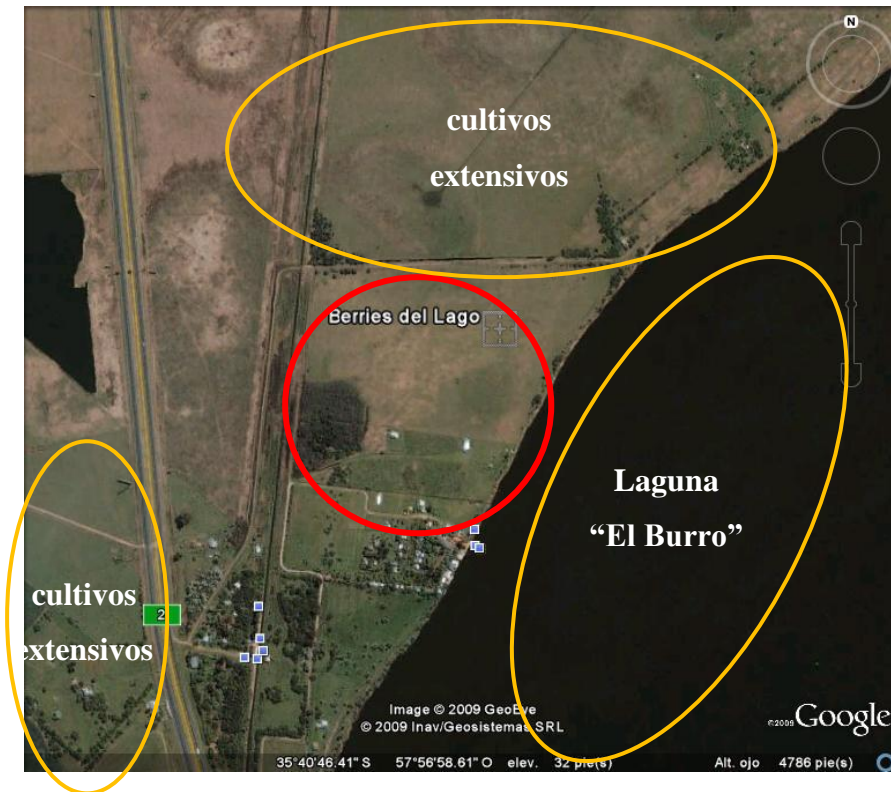 N
cultivos
extensivos
Berries del Lago
Laguna
“El Burro”
cultivos
extensivos
2
Image © 2009 GeoEye
© 2009 Inav/Geosistemas SRL
©2009 Google
35°40'46.41" S 57°56'58.61" O elev. 32 pie(s) Alt. ojo 4786 pie(s)